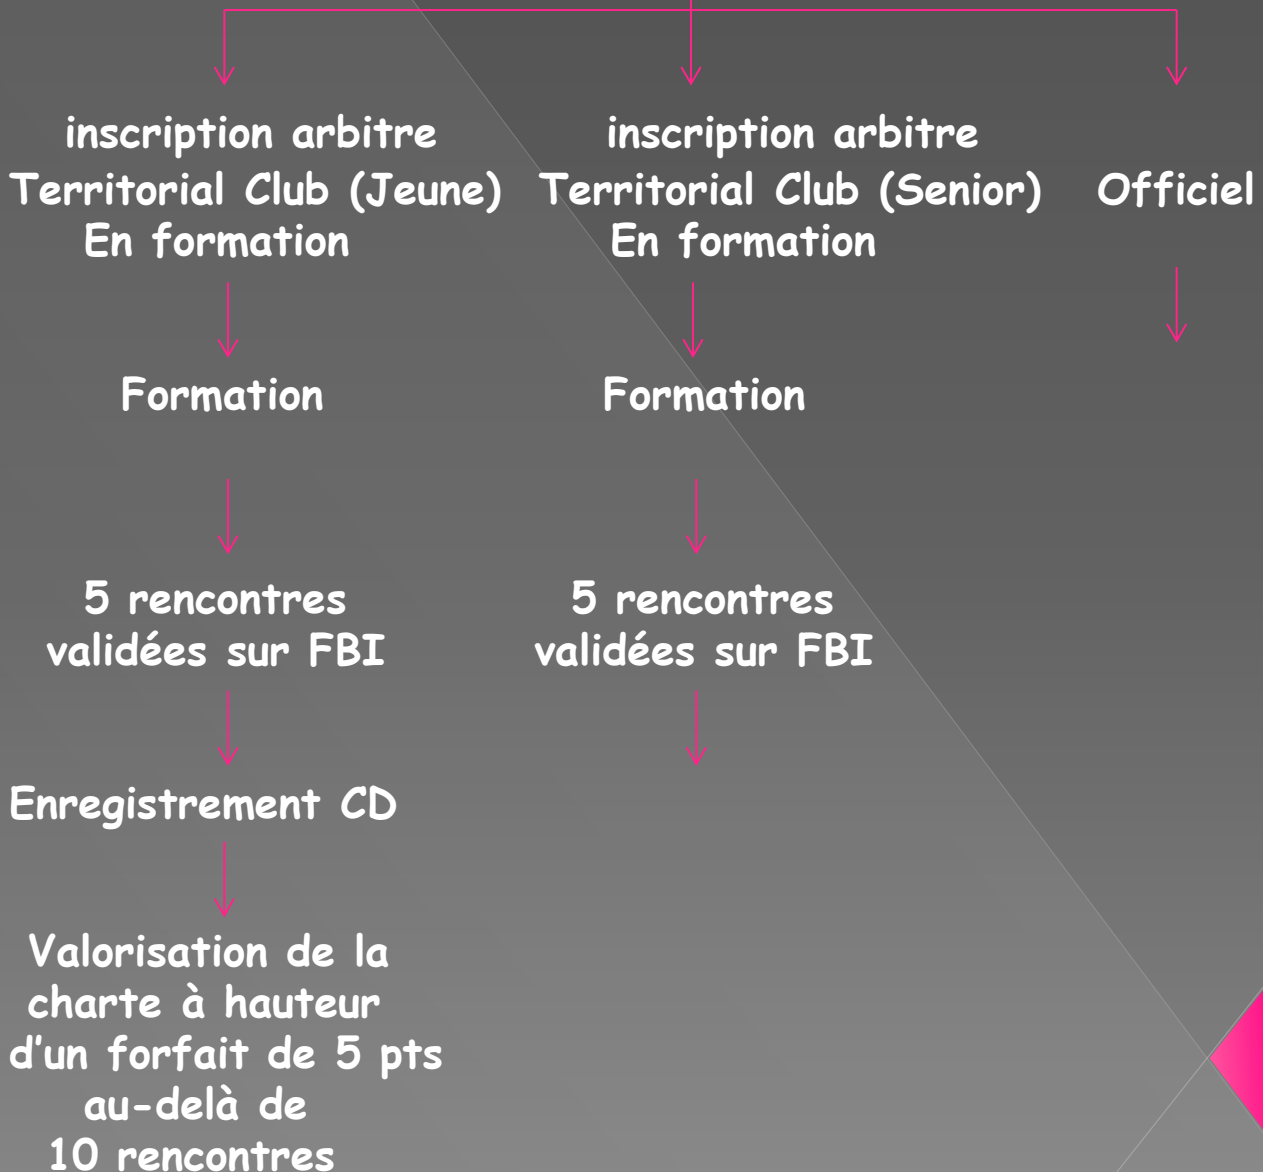 inscription arbitre
Territorial Club (Jeune)
En formation
Formation
5 rencontres
validées sur FBI
Enregistrement CD
Valorisation de la
charte à hauteur
d'un forfait de 5 pts
au-delà de
10 rencontres
inscription arbitre
Territorial Club (Senior)
En formation
Formation
5 rencontres
validées sur FBI
Officiel